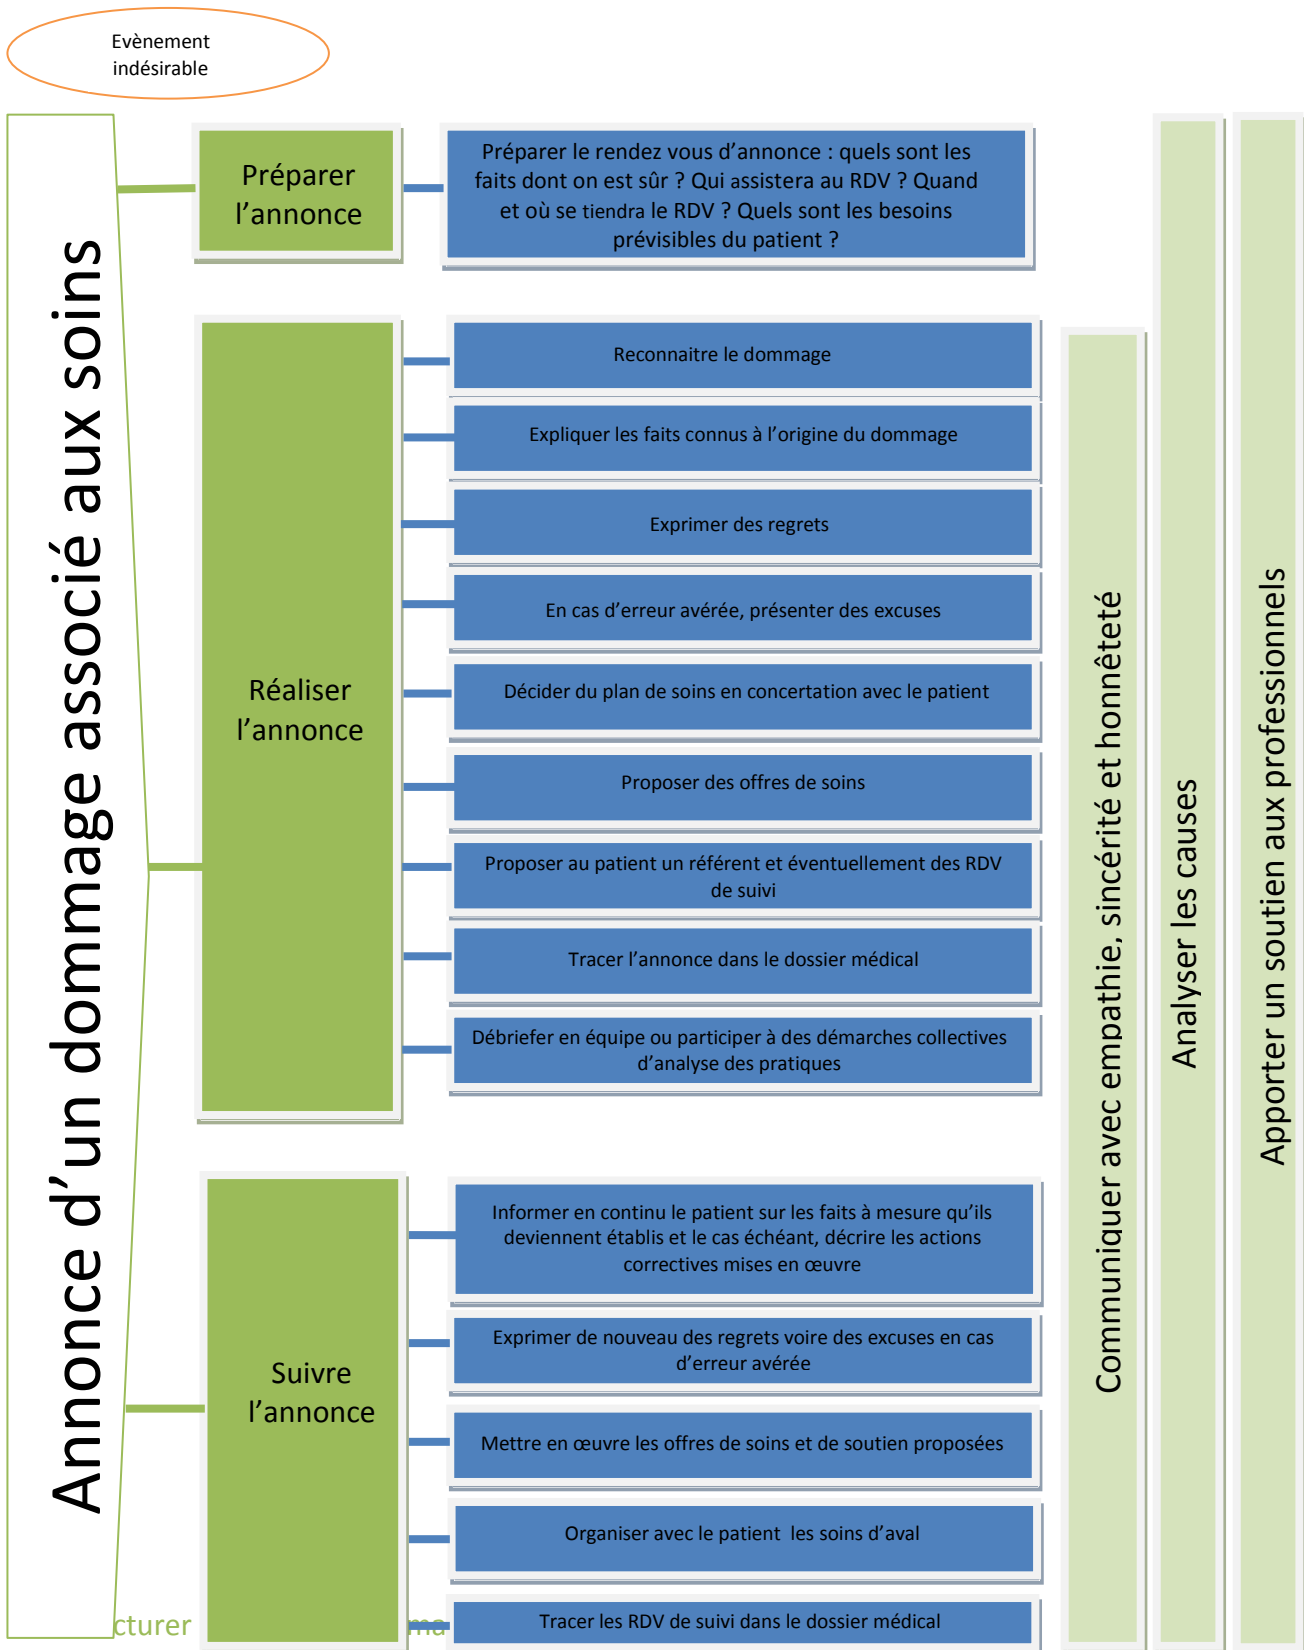 Evènement
indésirable
Annonce d'un dommage associé aux soins
Préparer
l'annonce
Préparer le rendez vous d'annonce : quels sont les
faits dont on est sûr ? Qui assistera au RDV ? Quand
et où se tiendra le RDV ? Quels sont les besoins
prévisibles du patient ?
Réaliser
l'annonce
Reconnaitre le dommage
Expliquer les faits connus à l'origine du dommage
Exprimer des regrets
En cas d'erreur avérée, présenter des excuses
Décider du plan de soins en concertation avec le patient
Proposer des offres de soins
Proposer au patient un référent et éventuellement des RDV
de suivi
Tracer l'annonce dans le dossier médical
Débriefer en équipe ou participer à des démarches collectives
d'analyse des pratiques
Suivre
l'annonce
Informer en continu le patient sur les faits à mesure qu'ils
deviennent établis et le cas échéant, décrire les actions
correctives mises en œuvre
Exprimer de nouveau des regrets voire des excuses en cas
d'erreur avérée
Mettre en œuvre les offres de soins et de soutien proposées
Organiser avec le patient les soins d'aval
Tracer les RDV de suivi dans le dossier médical
Communiquer avec empathie, sincérité et honnêteté
Analyser les causes
Apporter un soutien aux professionnels
cturer